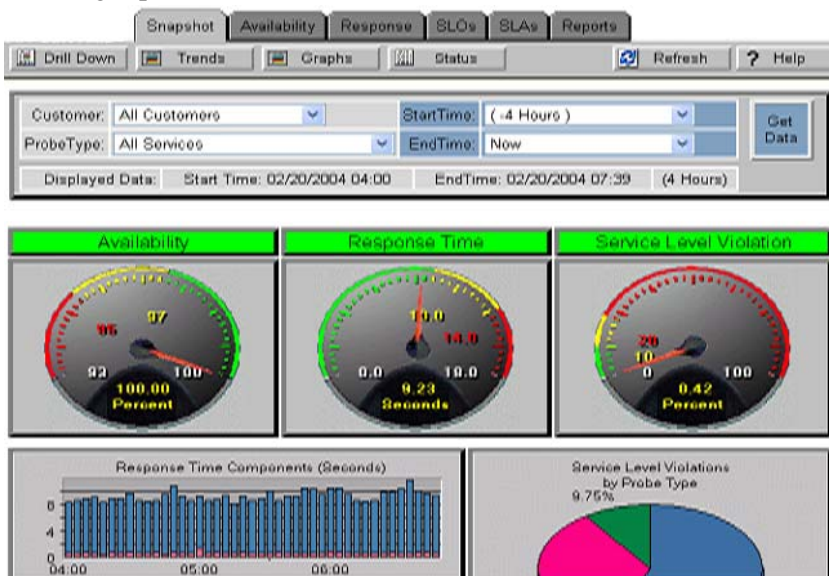 Snapshot Availability Response SLOs SLAs Reports
Drill Down Trends Graphs Status Refresh ? Help
Customer: All Customers StartTime: ( -4 Hours ) Get Data
ProbeType: All Services EndTime: Now
Displayed Data: Start Time: 02/20/2004 04:00 EndTime: 02/20/2004 07:39 (4 Hours)
Availability Response Time Service Level Violation
95 97
93 100
100.00
Percent
10.0 14.0
0.0 19.0
9.23
Seconds
20
10
0 100
0.42
Percent
Response Time Components (Seconds)
8
4
0
04:00 05:00 06:00
Service Level Violations
by Probe Type
9.75%